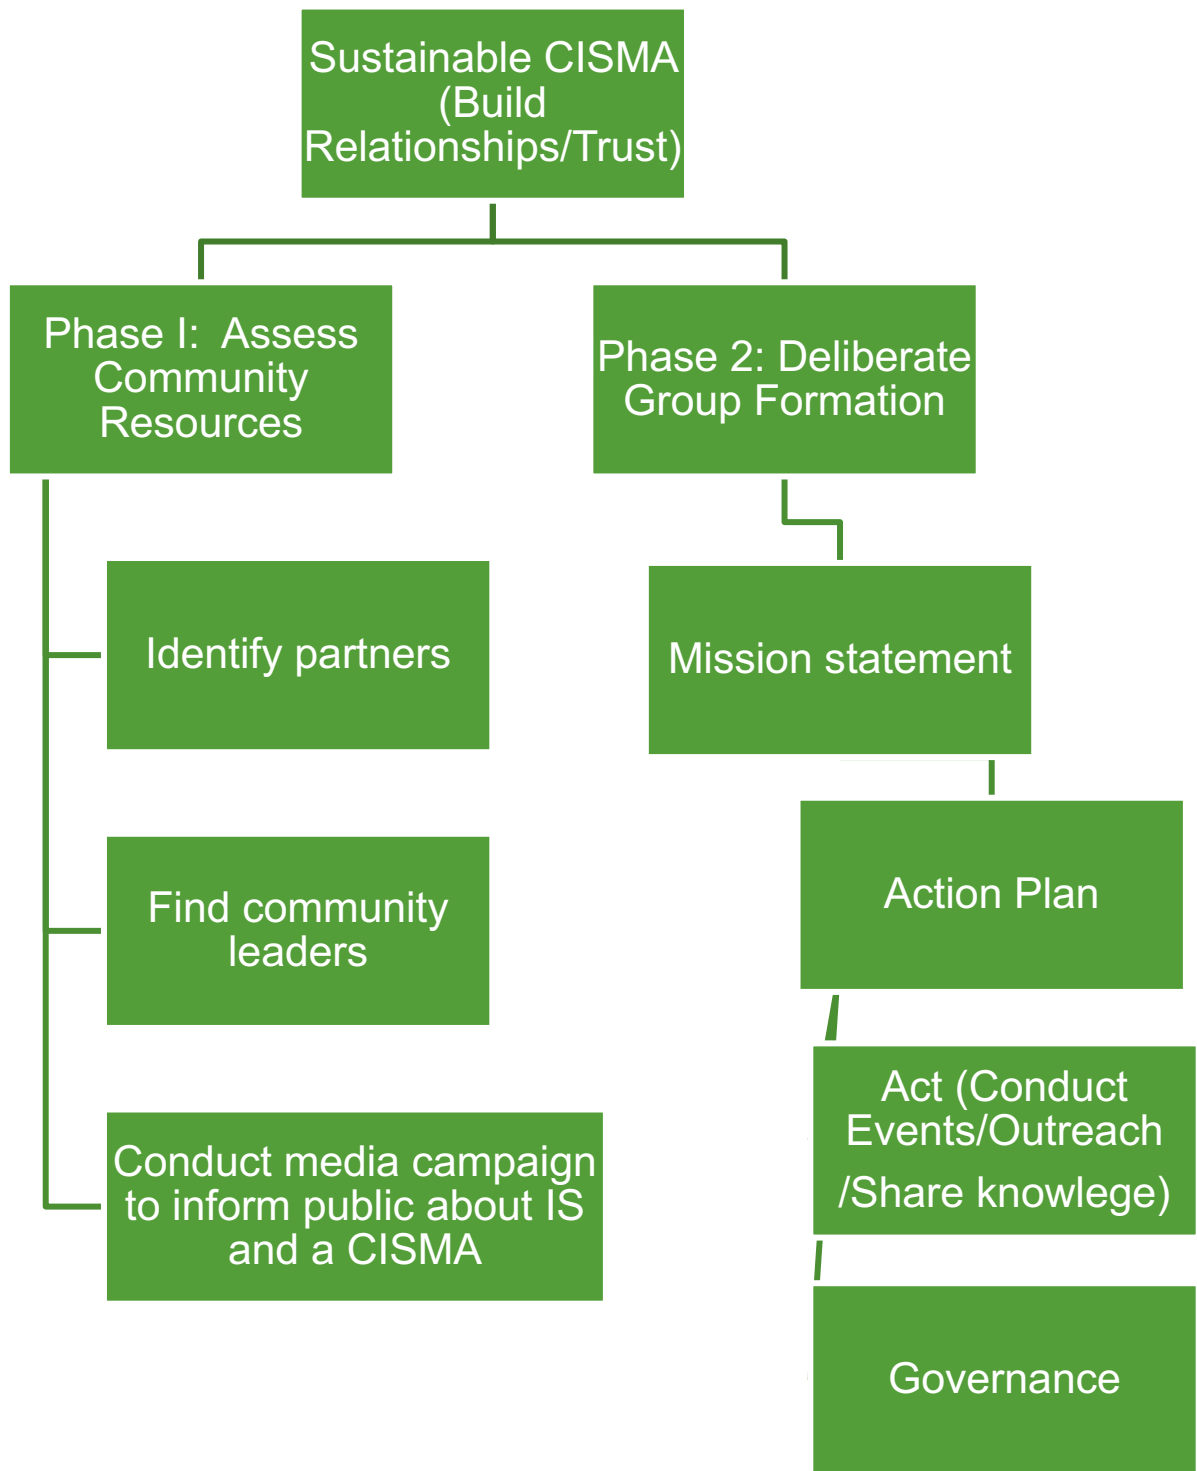 Sustainable CISMA
(Build
Relationships/Trust)
Phase I:  Assess
Community
Resources
Identify partners
Find community
leaders
Conduct media campaign
to inform public about IS
and a CISMA
Phase 2: Deliberate
Group Formation
Mission statement
Action Plan
Act (Conduct
Events/Outreach
/Share knowlege)
Governance